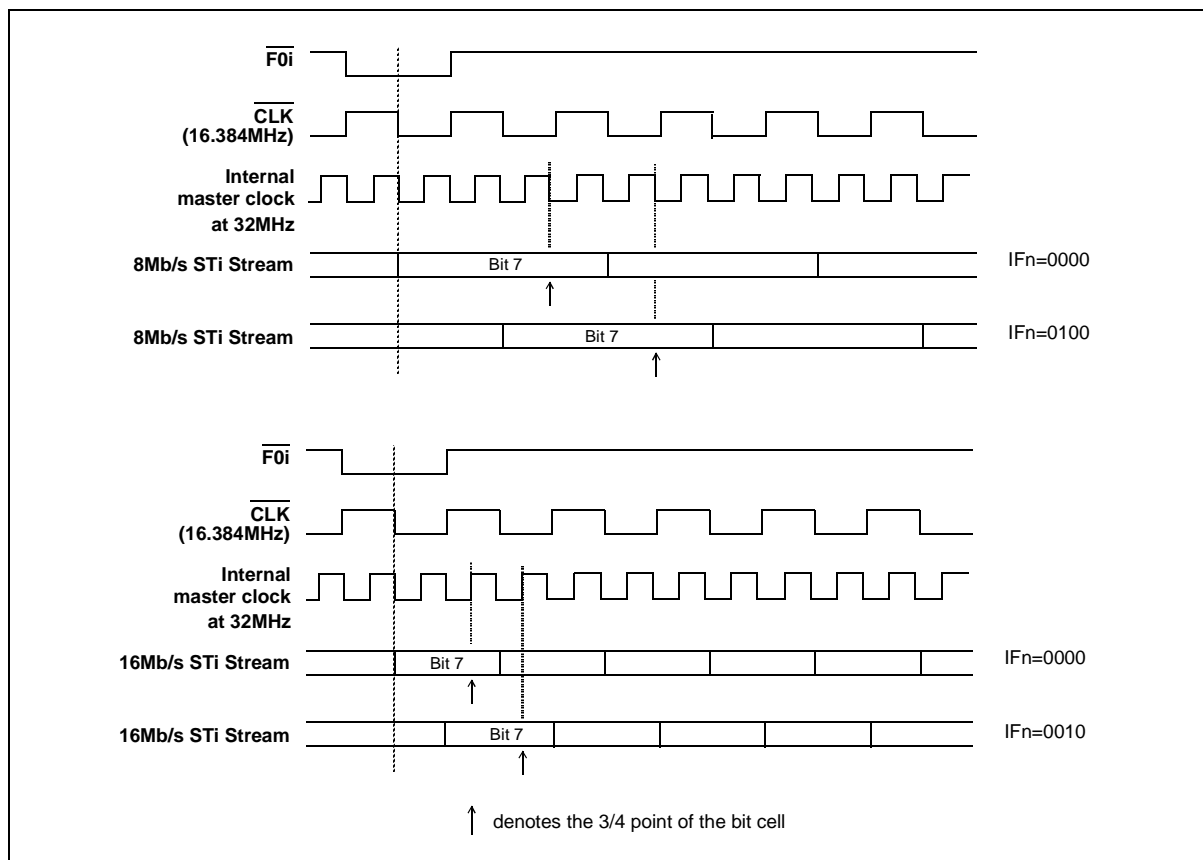 F0i
CLK
(16.384MHz)
Internal
master clock
at 32MHz
8Mb/s STi Stream
Bit 7
IFn=0000
8Mb/s STi Stream
Bit 7
IFn=0100
F0i
CLK
(16.384MHz)
Internal
master clock
at 32MHz
16Mb/s STi Stream
Bit 7
IFn=0000
16Mb/s STi Stream
Bit 7
IFn=0010
denotes the 3/4 point of the bit cell